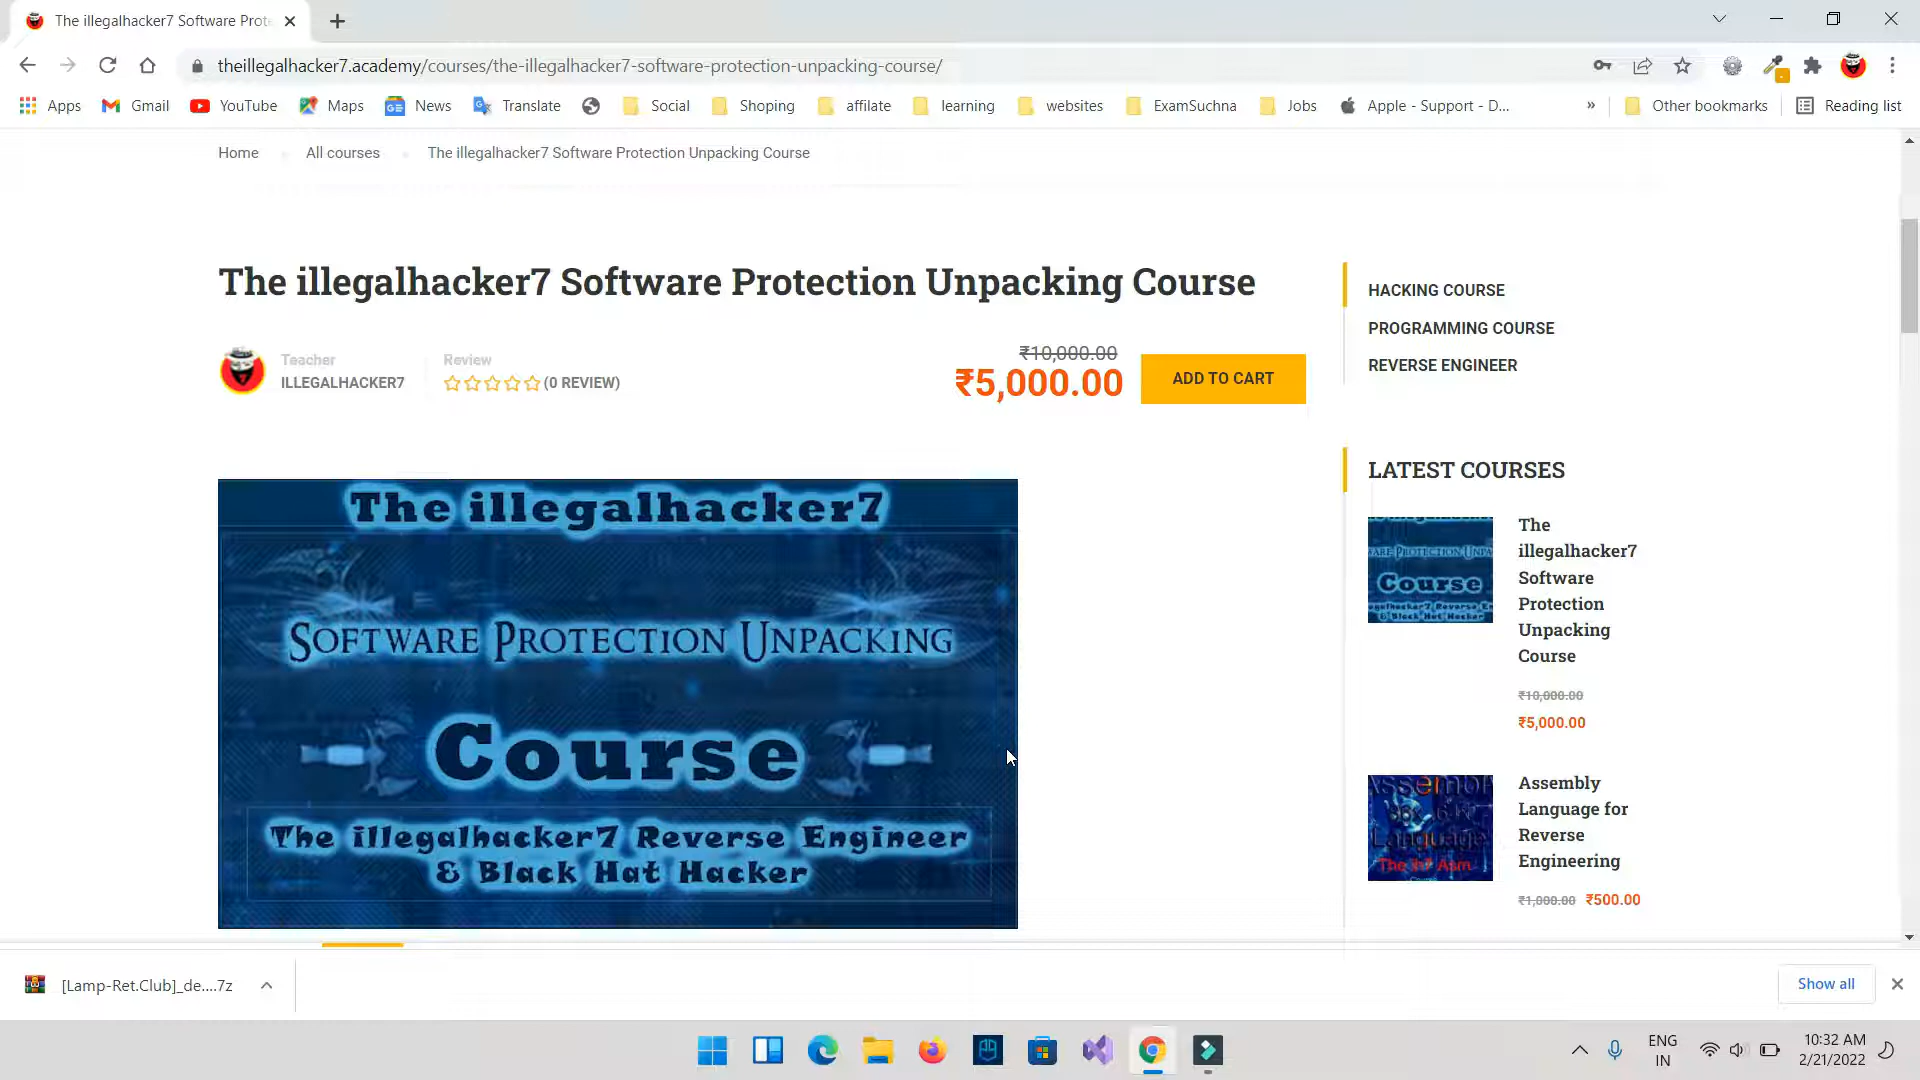 The illegalhacker7 Software Prot
theillegalhacker7.academy/courses/the-illegalhacker7-software-protection-unpacking-course/
Apps
Gmail
YouTube
Maps
News
Translate
Social
Shoping
affilate
learning
websites
ExamSuchna
Jobs
Apple - Support - D...
»
Other bookmarks
Reading list
Home
All courses
The illegalhacker7 Software Protection Unpacking Course
The illegalhacker7 Software Protection Unpacking Course
Teacher
ILLEGALHACKER7
Review
(0 REVIEW)
₹10,000.00
₹5,000.00
ADD TO CART
The illegalhacker7
Software Protection Unpacking
Course
The illegalhacker7 Reverse Engineer
& Black Hat Hacker
HACKING COURSE
PROGRAMMING COURSE
REVERSE ENGINEER
LATEST COURSES
The
illegalhacker7
Software
Protection
Unpacking
Course
₹10,000.00
₹5,000.00
Assembly
Language for
Reverse
Engineering
₹1,000.00 ₹500.00
[Lamp-Ret.Club]_de....7z
Show all
ENG
IN
10:32 AM
2/21/2022